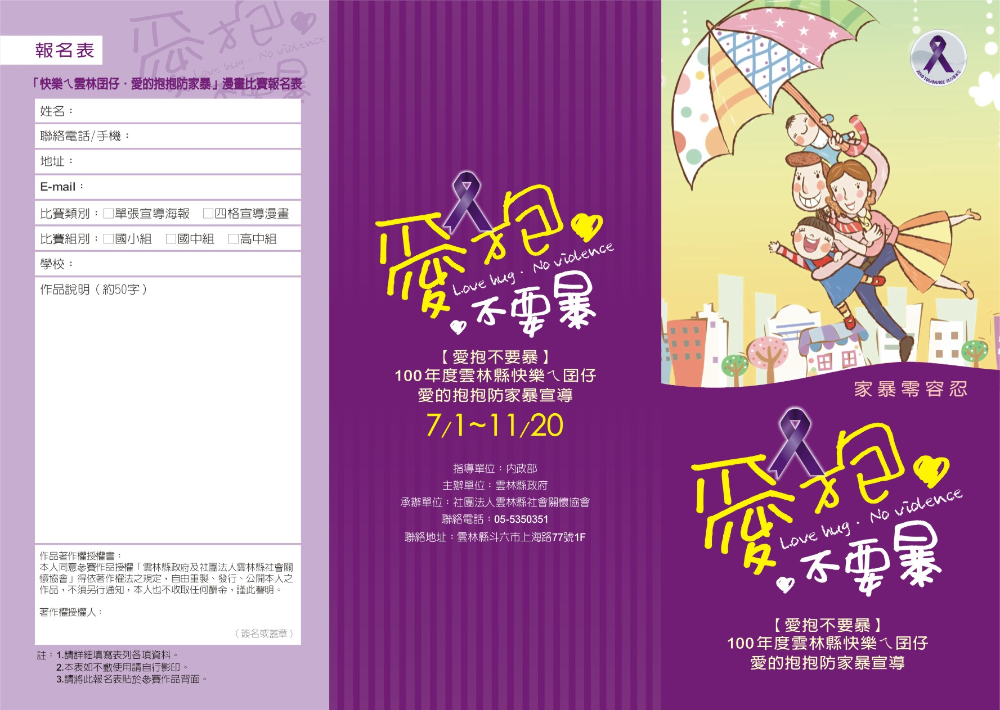 愛抱
Love hug · No violence
不要暴
報名表
「快樂ㄟ雲林囝仔‧愛的抱抱防家暴」漫畫比賽報名表
姓名：
聯絡電話/手機：
地址：
E-mail：
比賽類別：□單張宣導海報 □四格宣導漫畫
比賽組別：□國小組 □國中組 □高中組
學校：
作品說明（約50字）
作品著作權授權書：
本人同意參賽作品授權「雲林縣政府及社團法人雲林縣社會關
懷協會」得依著作權法之規定，自由重製、發行、公開本人之
作品，不須另行通知，本人也不收取任何酬金，謹此聲明。
著作權授權人：
（簽名或蓋章）
註：1.請詳細填寫表列各項資料。
2.本表如不敷使用請自行影印。
3.請將此報名表貼於參賽作品背面。
愛抱
Love hug · No violence
不要暴
【愛抱不要暴】
100年度雲林縣快樂ㄟ囝仔
愛的抱抱防家暴宣導
7/1~11/20
指導單位：內政部
主辦單位：雲林縣政府
承辦單位：社團法人雲林縣社會關懷協會
聯絡電話：05-5350351
聯絡地址：雲林縣斗六市上海路77號1F
ZERO TOLERANCE
家暴零容忍
愛抱
Love hug · No violence
不要暴
【愛抱不要暴】
100年度雲林縣快樂ㄟ囝仔
愛的抱抱防家暴宣導